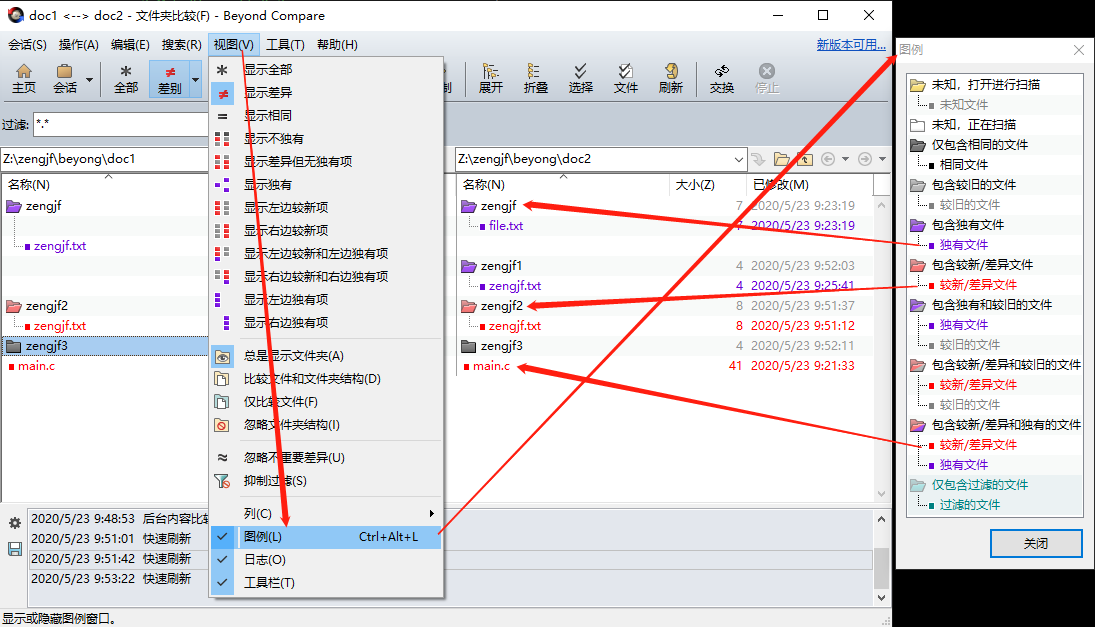 doc1 <--> doc2 - 文件夹比较(F) - Beyond Compare
会话(S) 操作(A) 编辑(E) 搜索(R) 视图(V) 工具(T) 帮助(H) 新版本可用...
主页 会话 全部 差别 展开 折叠 选择 文件 刷新 交换 停止
过滤: *.*
Z:\zengjf\beyong\doc1
Z:\zengjf\beyong\doc2
名称(N)
名称(N) 大小(Z) 已修改(M)
zengjf
zengjf.txt
zengjf2
zengjf.txt
zengjf3
main.c
zengjf 7 2020/5/23 9:23:19
file.txt 7 2020/5/23 9:23:19
zengjf1 4 2020/5/23 9:52:03
zengjf.txt 4 2020/5/23 9:25:41
zengjf2 8 2020/5/23 9:51:37
zengjf.txt 8 2020/5/23 9:51:12
zengjf3 4 2020/5/23 9:52:11
main.c 41 2020/5/23 9:21:33
显示全部
显示差异
显示相同
显示不独有
显示差异但无独有项
显示独有
显示左边较新项
显示右边较新项
显示左边较新和左边独有项
显示右边较新和右边独有项
显示左边独有项
显示右边独有项
总是显示文件夹(A)
比较文件和文件夹结构(D)
仅比较文件(F)
忽略文件夹结构(I)
忽略不重要差异(U)
抑制过滤(S)
列(C)
图例(L) Ctrl+Alt+L
日志(O)
工具栏(T)
2020/5/23 9:48:53 后台内容比较
2020/5/23 9:51:01 快速刷新
2020/5/23 9:51:42 快速刷新
2020/5/23 9:53:22 快速刷新
显示或隐藏图例窗口。
图例
未知，打开进行扫描
未知文件
未知，正在扫描
仅包含相同的文件
相同文件
包含较旧的文件
较旧的文件
包含独有文件
独有文件
包含较新/差异文件
较新/差异文件
包含独有和较旧的文件
独有文件
较旧的文件
包含较新/差异和较旧的文件
较新/差异文件
较旧的文件
包含较新/差异和独有的文件
较新/差异文件
独有文件
仅包含过滤的文件
过滤的文件
关闭